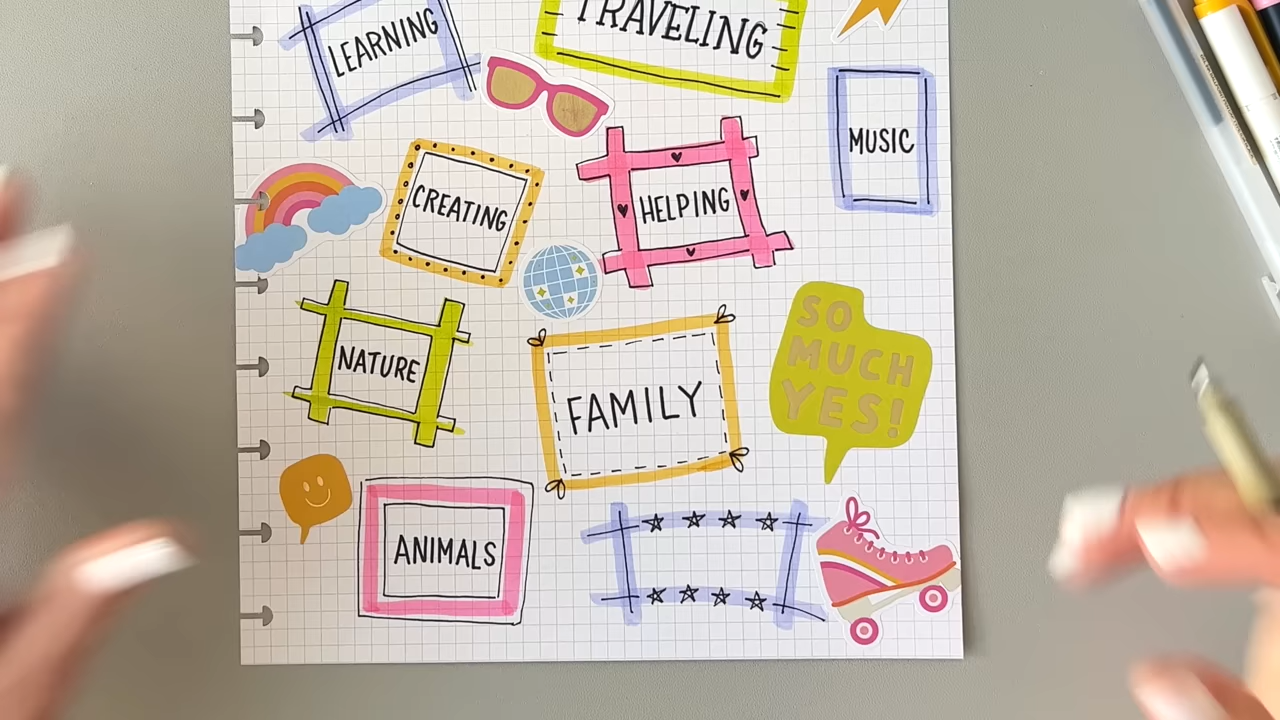 TRAVELING
LEARNING
MUSIC
CREATING
HELPING
NATURE
FAMILY
SO
MUCH
YES!
ANIMALS